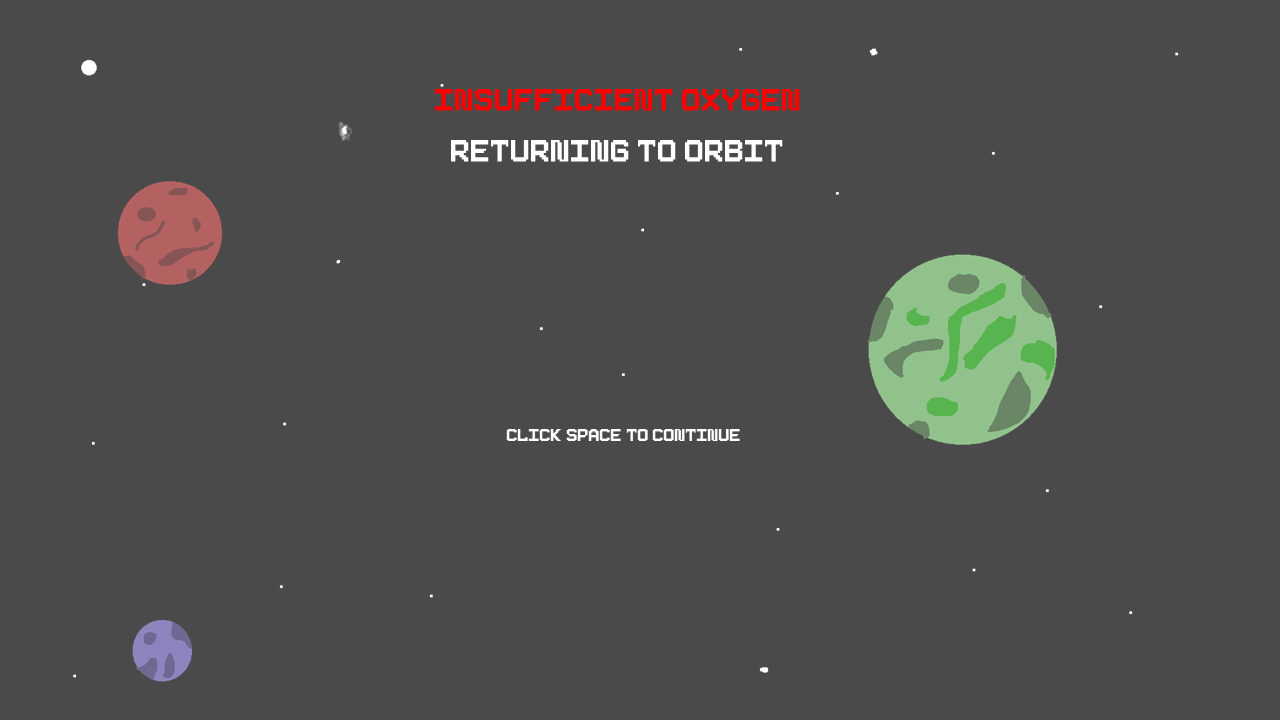 INSUFFICIENT OXYGEN
RETURNING TO ORBIT
CLICK SPACE TO CONTINUE